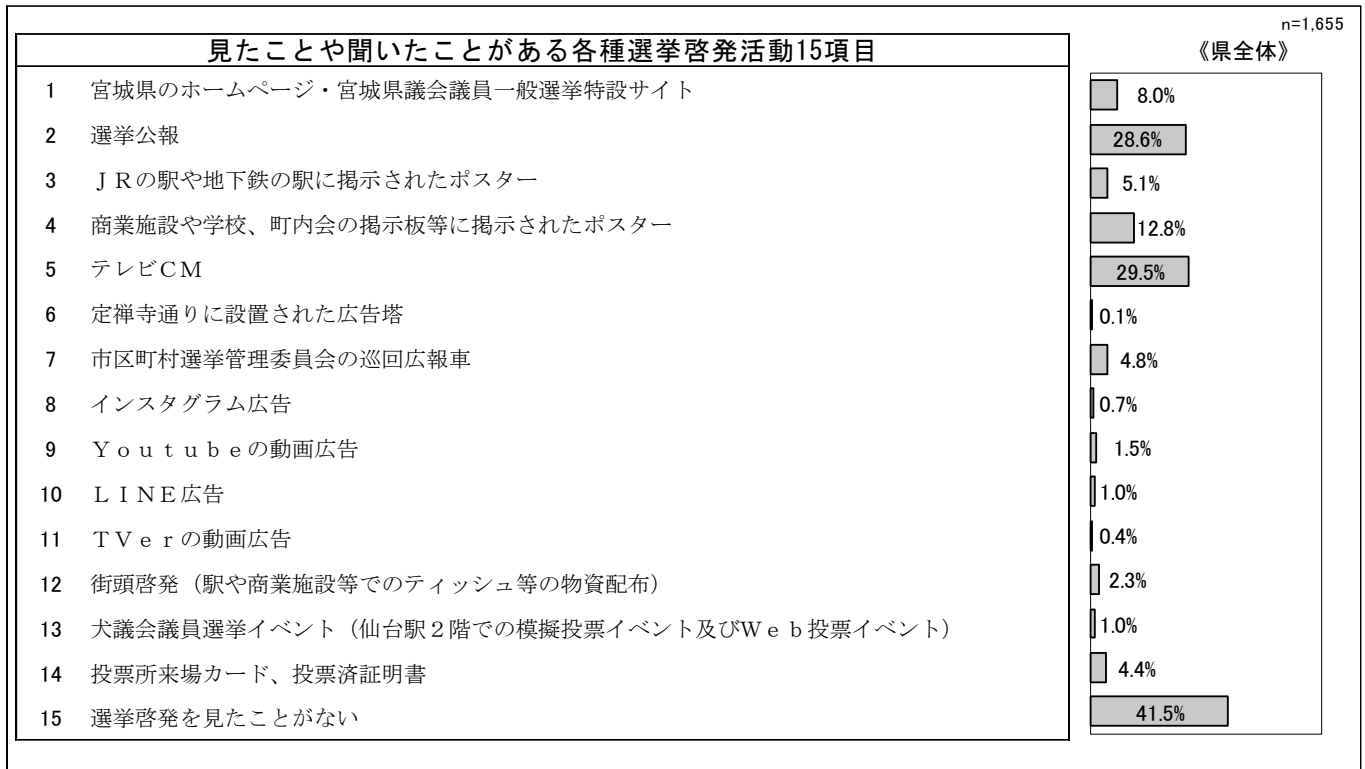 n=1,655
見たことや聞いたことがある各種選挙啓発活動15項目 《県全体》
1 宮城県のホームページ・宮城県議会議員一般選挙特設サイト 8.0%
2 選挙公報 28.6%
3 ＪＲの駅や地下鉄の駅に掲示されたポスター 5.1%
4 商業施設や学校、町内会の掲示板等に掲示されたポスター 12.8%
5 テレビＣＭ 29.5%
6 定禅寺通りに設置された広告塔 0.1%
7 市区町村選挙管理委員会の巡回広報車 4.8%
8 インスタグラム広告 0.7%
9 Ｙｏｕｔｕｂｅの動画広告 1.5%
10 ＬＩＮＥ広告 1.0%
11 ＴＶｅｒの動画広告 0.4%
12 街頭啓発（駅や商業施設等でのティッシュ等の物資配布） 2.3%
13 犬議会議員選挙イベント（仙台駅２階での模擬投票イベント及びＷｅｂ投票イベント） 1.0%
14 投票所来場カード、投票済証明書 4.4%
15 選挙啓発を見たことがない 41.5%